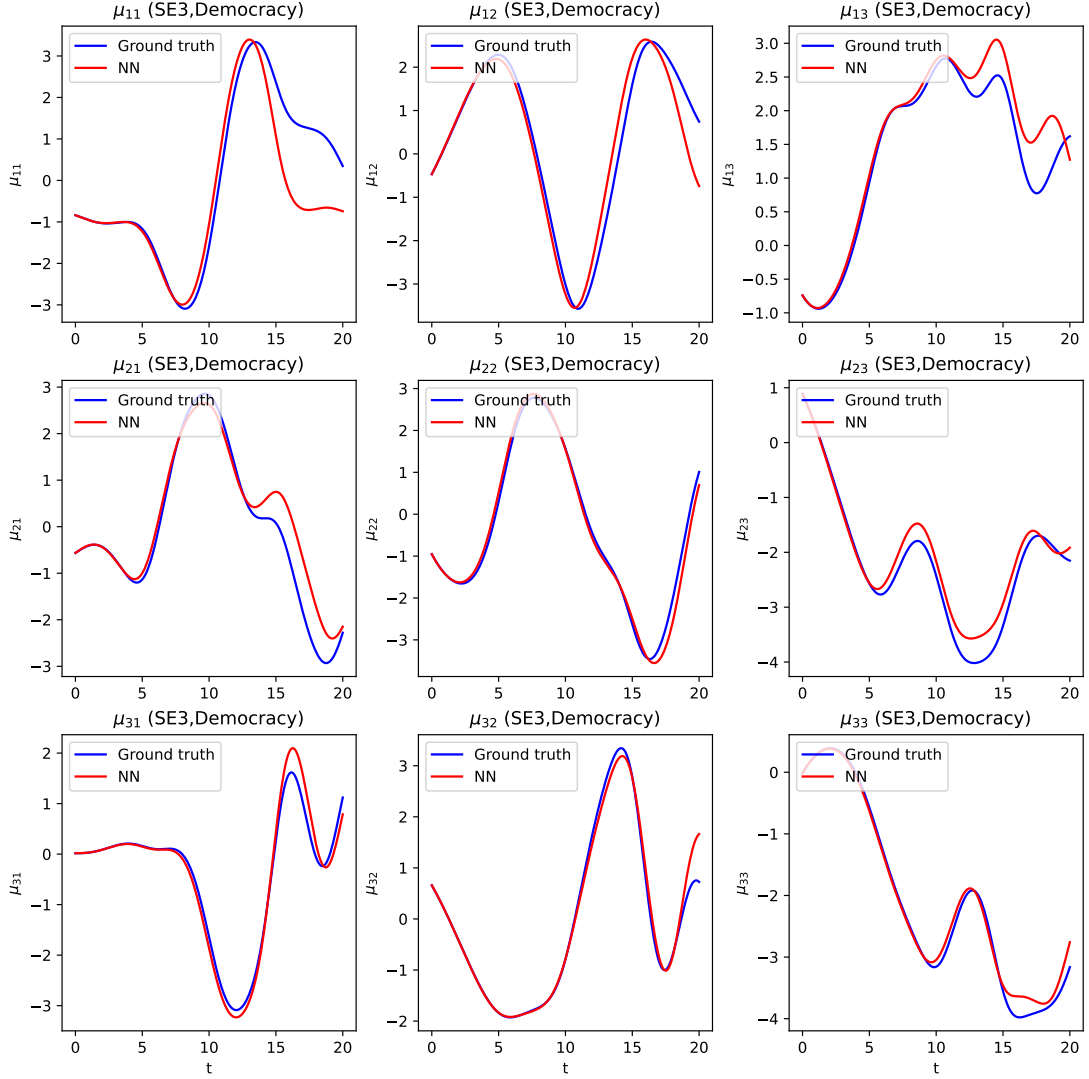 μ11 (SE3,Democracy)
Ground truth
NN
3
2
1
0
−1
−2
−3
μ11
0 5 10 15 20
μ12 (SE3,Democracy)
Ground truth
NN
2
1
0
−1
−2
−3
μ12
0 5 10 15 20
μ13 (SE3,Democracy)
Ground truth
NN
3.0
2.5
2.0
1.5
1.0
0.5
0.0
−0.5
−1.0
μ13
0 5 10 15 20
μ21 (SE3,Democracy)
Ground truth
NN
3
2
1
0
−1
−2
−3
μ21
0 5 10 15 20
μ22 (SE3,Democracy)
Ground truth
NN
3
2
1
0
−1
−2
−3
μ22
0 5 10 15 20
μ23 (SE3,Democracy)
Ground truth
NN
1
0
−1
−2
−3
−4
μ23
0 5 10 15 20
μ31 (SE3,Democracy)
Ground truth
NN
2
1
0
−1
−2
−3
μ31
0 5 10 15 20
t
μ32 (SE3,Democracy)
Ground truth
NN
3
2
1
0
−1
−2
μ32
0 5 10 15 20
t
μ33 (SE3,Democracy)
Ground truth
NN
0
−1
−2
−3
−4
μ33
0 5 10 15 20
t